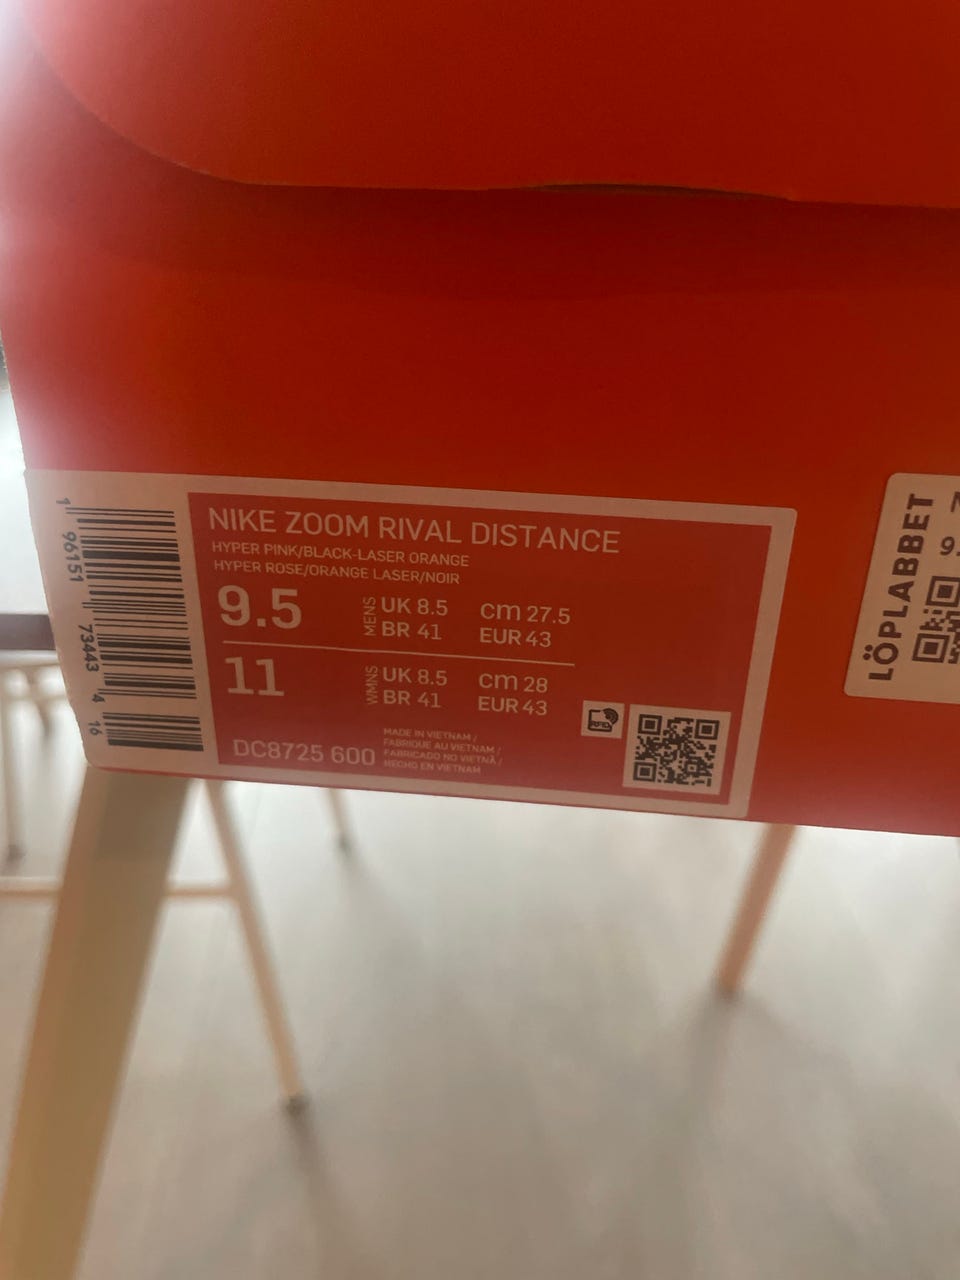 NIKE ZOOM RIVAL DISTANCE
HYPER PINK/BLACK-LASER ORANGE
HYPER ROSE/ORANGE LASER/NOIR
9.5 MENS UK 8.5 cm 27.5
BR 41 EUR 43
11 WMNS UK 8.5 cm 28
BR 41 EUR 43
DC8725 600
MADE IN VIETNAM /
FABRIQUE AU VIETNAM /
FABRICADO NO VIETNÃ /
HECHO EN VIETNAM
RFID
1 96151 73443 4 16
LÖPLABBET
9.